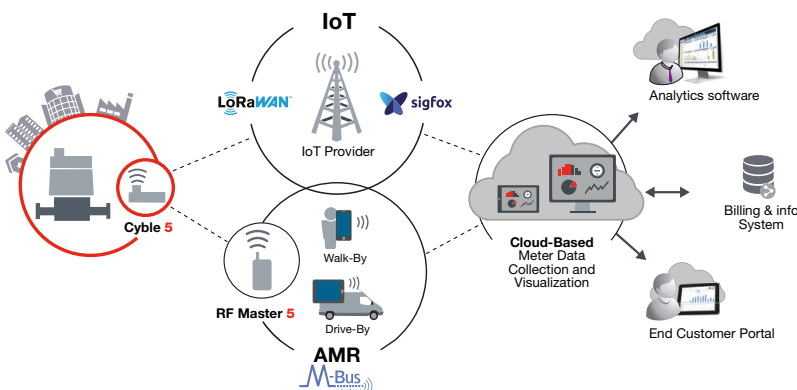 IoT
LoRaWAN™
sigfox
IoT Provider
Cyble 5
Walk-By
RF Master 5
Drive-By
AMR
M-Bus
Cloud-Based
Meter Data
Collection and
Visualization
Analytics software
Billing & info
System
End Customer Portal